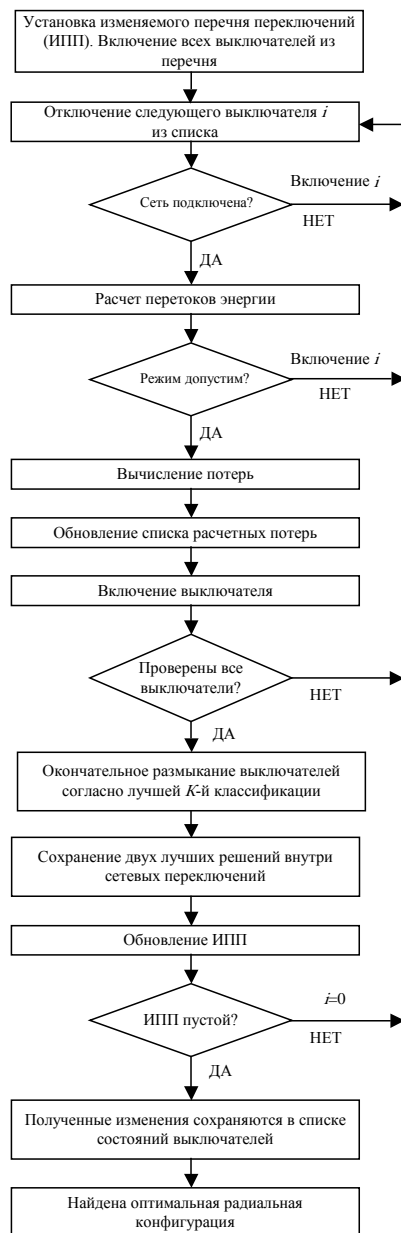 Установка изменяемого перечня переключений
(ИПП). Включение всех выключателей из
перечня
Отключение следующего выключателя i
из списка
Сеть подключена?
Включение i
НЕТ
ДА
Расчет перетоков энергии
Режим допустим?
Включение i
НЕТ
ДА
Вычисление потерь
Обновление списка расчетных потерь
Включение выключателя
Проверены все
выключатели?
НЕТ
ДА
Окончательное размыкание выключателей
согласно лучшей K-й классификации
Сохранение двух лучших решений внутри
сетевых переключений
Обновление ИПП
ИПП пустой?
i=0
НЕТ
ДА
Полученные изменения сохраняются в списке
состояний выключателей
Найдена оптимальная радиальная
конфигурация